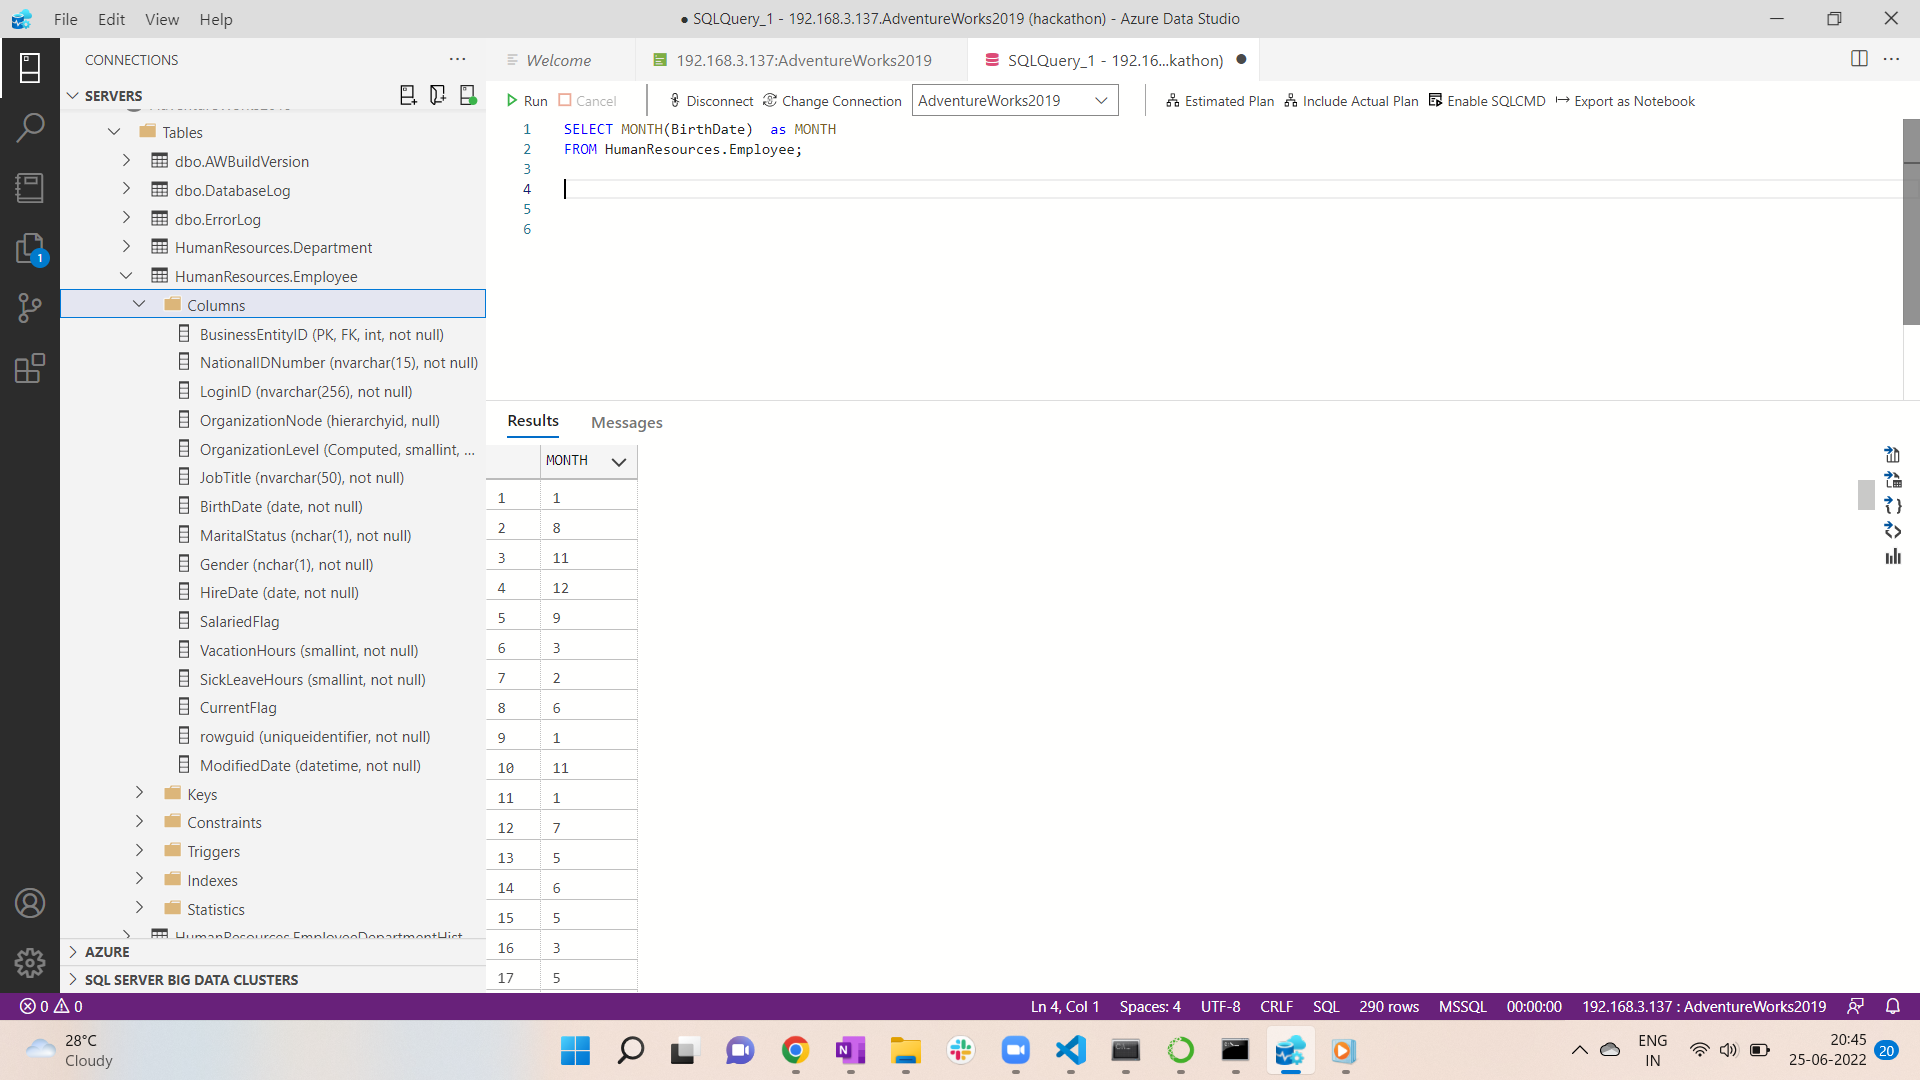 File Edit View Help
● SQLQuery_1 - 192.168.3.137.AdventureWorks2019 (hackathon) - Azure Data Studio
CONNECTIONS
SERVERS
Tables
dbo.AWBuildVersion
dbo.DatabaseLog
dbo.ErrorLog
HumanResources.Department
HumanResources.Employee
Columns
BusinessEntityID (PK, FK, int, not null)
NationalIDNumber (nvarchar(15), not null)
LoginID (nvarchar(256), not null)
OrganizationNode (hierarchyid, null)
OrganizationLevel (Computed, smallint, ...
JobTitle (nvarchar(50), not null)
BirthDate (date, not null)
MaritalStatus (nchar(1), not null)
Gender (nchar(1), not null)
HireDate (date, not null)
SalariedFlag
VacationHours (smallint, not null)
SickLeaveHours (smallint, not null)
CurrentFlag
rowguid (uniqueidentifier, not null)
ModifiedDate (datetime, not null)
Keys
Constraints
Triggers
Indexes
Statistics
HumanResources.EmployeeDepartmentHist
AZURE
SQL SERVER BIG DATA CLUSTERS
1
Welcome
192.168.3.137:AdventureWorks2019
SQLQuery_1 - 192.16...kathon)
Run Cancel Disconnect Change Connection AdventureWorks2019 Estimated Plan Include Actual Plan Enable SQLCMD Export as Notebook
1 SELECT MONTH(BirthDate) as MONTH
2 FROM HumanResources.Employee;
3
4
5
6
Results Messages
MONTH
1 1
2 8
3 11
4 12
5 9
6 3
7 2
8 6
9 1
10 11
11 1
12 7
13 5
14 6
15 5
16 3
17 5
0 0
Ln 4, Col 1 Spaces: 4 UTF-8 CRLF SQL 290 rows MSSQL 00:00:00 192.168.3.137 : AdventureWorks2019
28°C
Cloudy
ENG
IN
20:45
25-06-2022
20